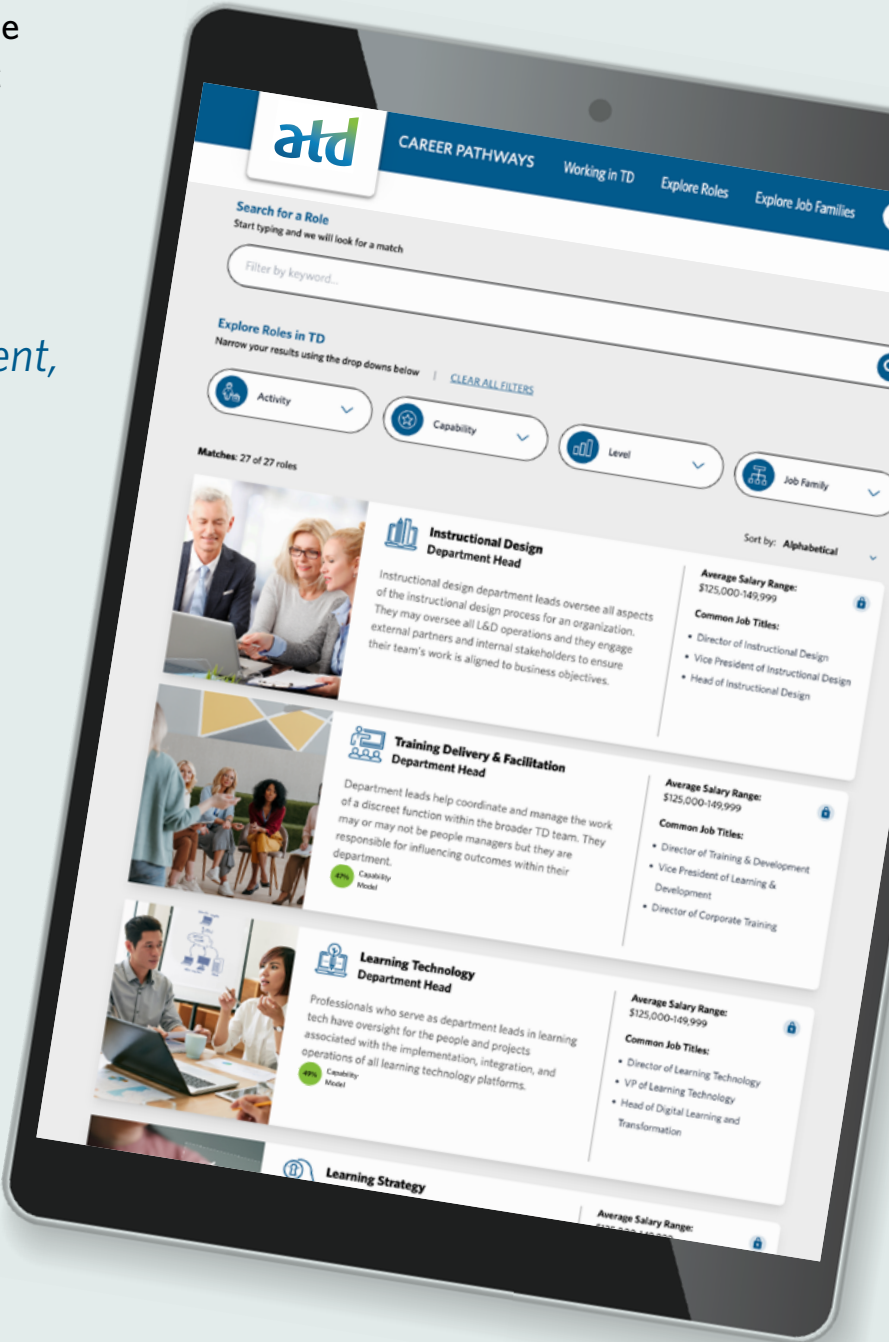 e
ent,
atd
CAREER PATHWAYS
Working in TD
Explore Roles
Explore Job Families
Search for a Role
Start typing and we will look for a match
Filter by keyword...
Explore Roles in TD
Narrow your results using the drop downs below | CLEAR ALL FILTERS
Activity
Capability
Level
Job Family
Matches: 27 of 27 roles
Sort by: Alphabetical
Instructional Design
Department Head
Instructional design department leads oversee all aspects
of the instructional design process for an organization.
They may oversee all L&D operations and they engage
external partners and internal stakeholders to ensure
their team's work is aligned to business objectives.
Average Salary Range:
$125,000-149,999
Common Job Titles:
• Director of Instructional Design
• Vice President of Instructional Design
• Head of Instructional Design
Training Delivery & Facilitation
Department Head
Department leads help coordinate and manage the work
of a discreet function within the broader TD team. They
may or may not be people managers but they are
responsible for influencing outcomes within their
department.
47% Capability
Model
Average Salary Range:
$125,000-149,999
Common Job Titles:
• Director of Training & Development
• Vice President of Learning &
Development
• Director of Corporate Training
Learning Technology
Department Head
Professionals who serve as department leads in learning
tech have oversight for the people and projects
associated with the implementation, integration, and
operations of all learning technology platforms.
49% Capability
Model
Average Salary Range:
$125,000-149,999
Common Job Titles:
• Director of Learning Technology
• VP of Learning Technology
• Head of Digital Learning and
Transformation
Learning Strategy
Average Salary Range: